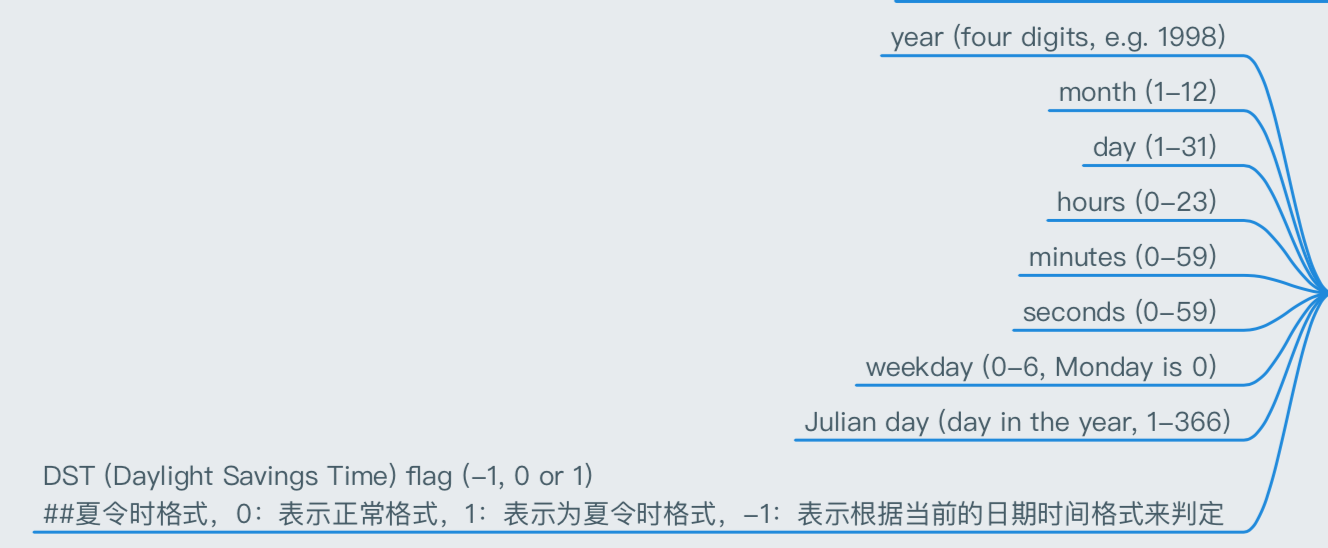 year (four digits, e.g. 1998)
month (1–12)
day (1–31)
hours (0–23)
minutes (0–59)
seconds (0–59)
weekday (0–6, Monday is 0)
Julian day (day in the year, 1–366)
DST (Daylight Savings Time) flag (–1, 0 or 1)
##夏令时格式，0：表示正常格式，1：表示为夏令时格式，–1：表示根据当前的日期时间格式来判定